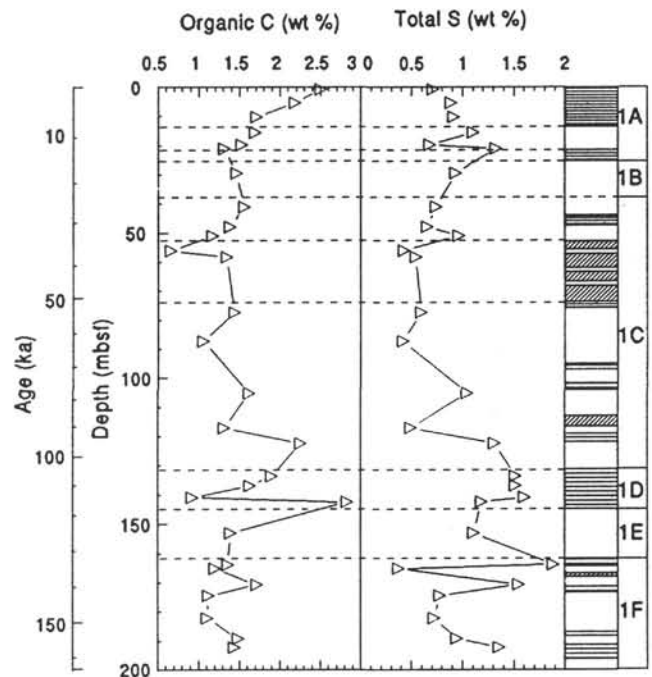 Organic C (wt %) Total S (wt %)
0.5 1 1.5 2 2.5 3 0 0.5 1 1.5 2
0
1A
10
1B
50
50
1C
100
100
1D
1E
150
1F
150
200
Age (ka)
Depth (mbsf)